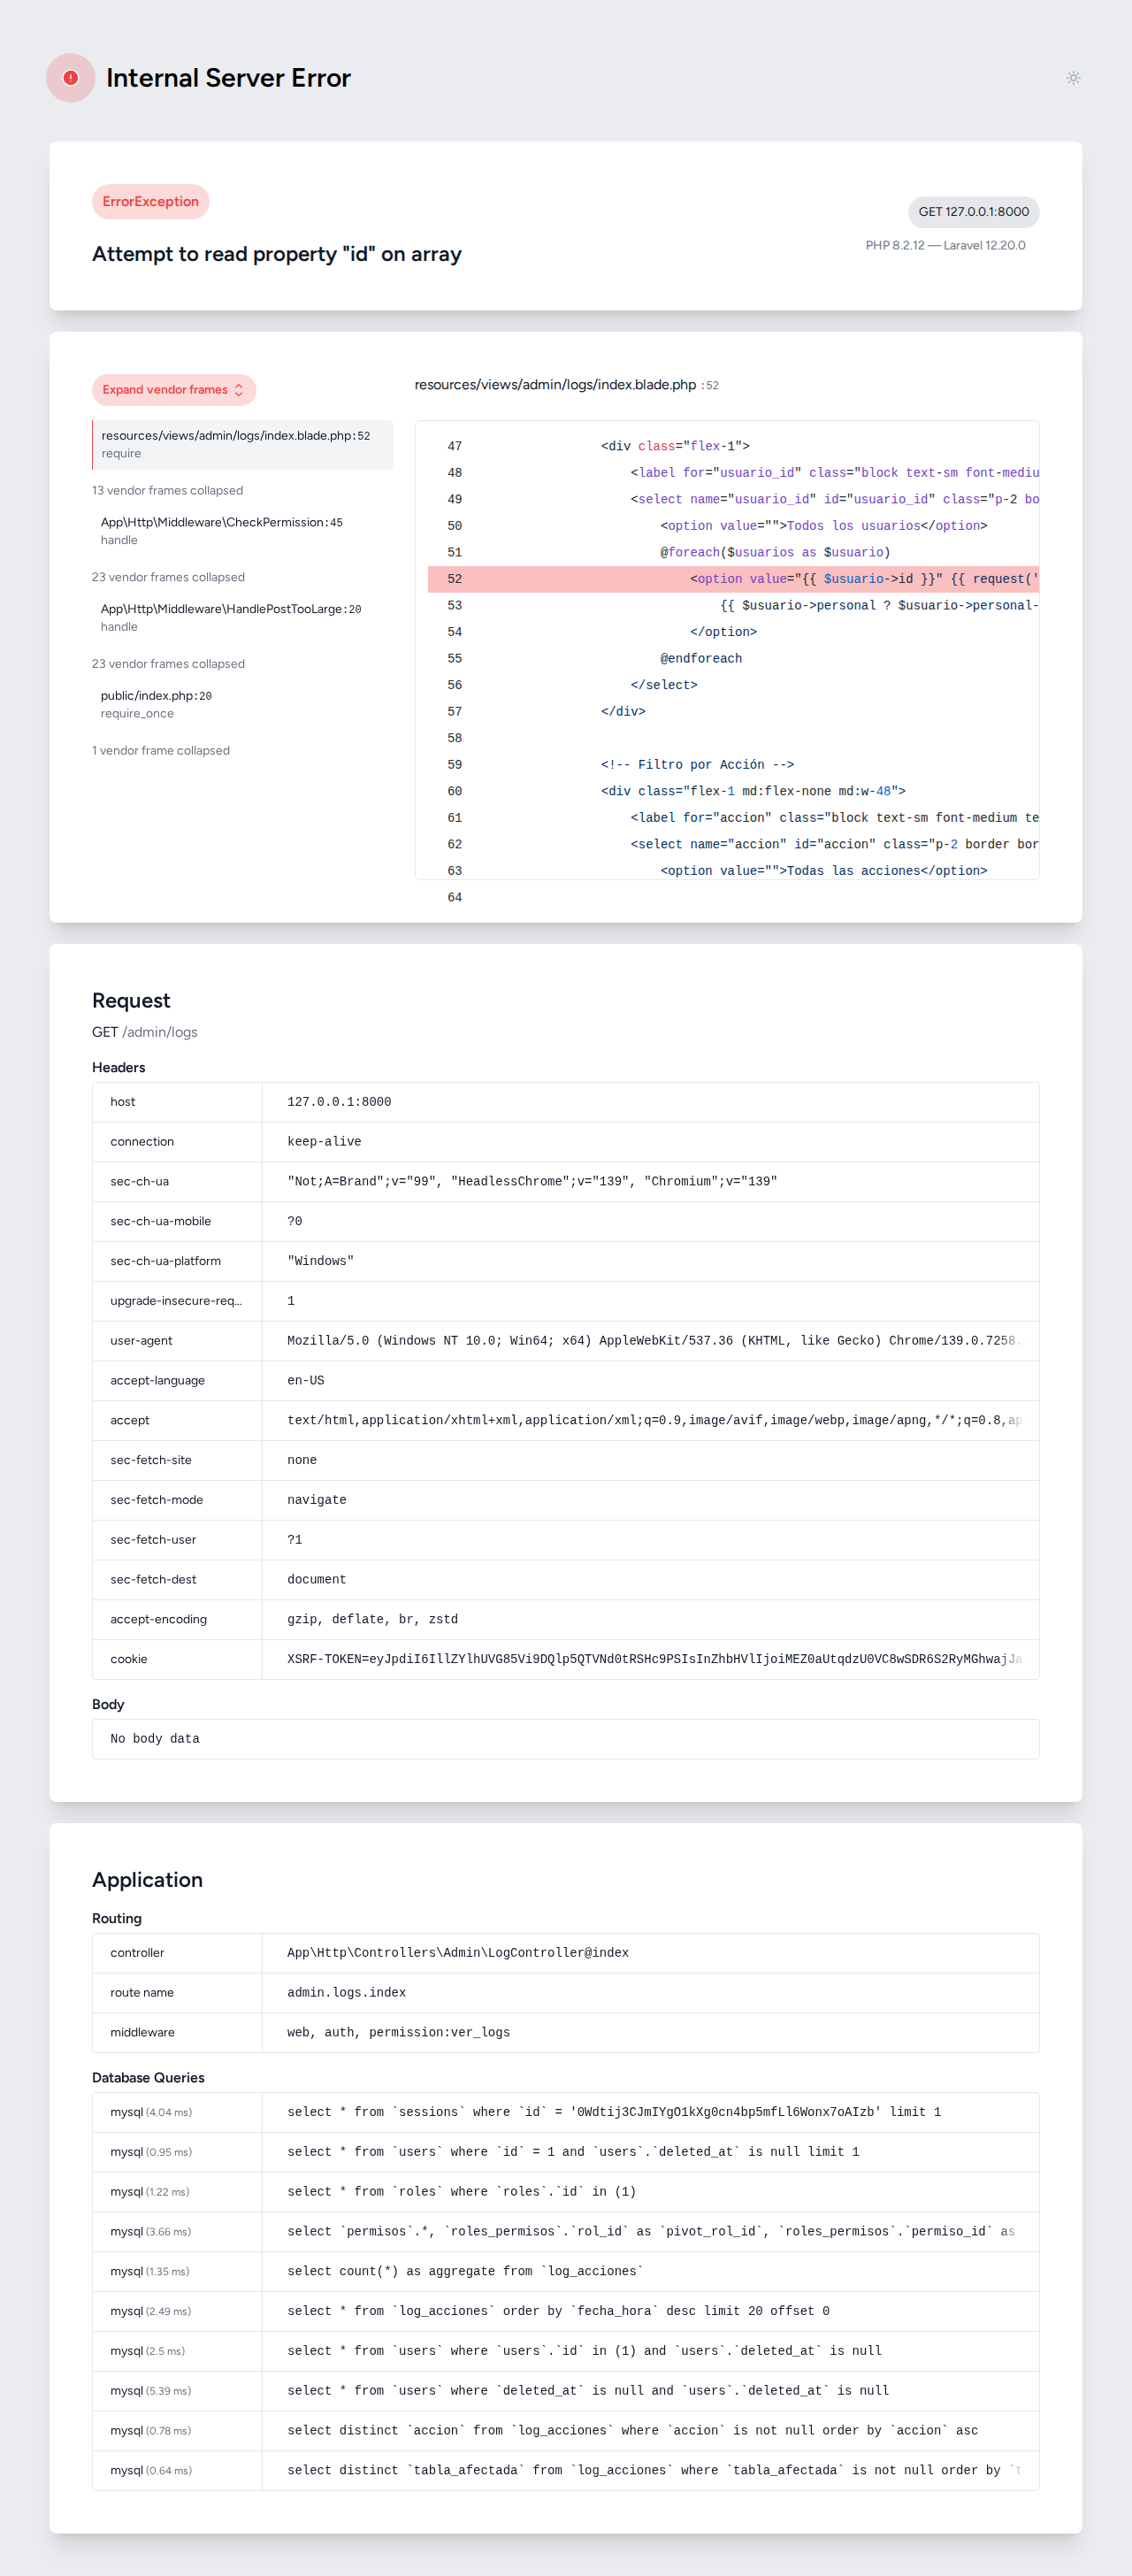 Internal Server Error
ErrorException
Attempt to read property "id" on array
GET 127.0.0.1:8000
PHP 8.2.12 — Laravel 12.20.0
Expand vendor frames
resources/views/admin/logs/index.blade.php:52
require
13 vendor frames collapsed
App\Http\Middleware\CheckPermission:45
handle
23 vendor frames collapsed
App\Http\Middleware\HandlePostTooLarge:20
handle
23 vendor frames collapsed
public/index.php:20
require_once
1 vendor frame collapsed
resources/views/admin/logs/index.blade.php :52
47 <div class="flex-1">
48 <label for="usuario_id" class="block text-sm font-mediu
49 <select name="usuario_id" id="usuario_id" class="p-2 bo
50 <option value="">Todos los usuarios</option>
51 @foreach($usuarios as $usuario)
52 <option value="{{ $usuario->id }}" {{ request('
53 {{ $usuario->personal ? $usuario->personal-
54 </option>
55 @endforeach
56 </select>
57 </div>
58
59 <!-- Filtro por Acción -->
60 <div class="flex-1 md:flex-none md:w-48">
61 <label for="accion" class="block text-sm font-medium te
62 <select name="accion" id="accion" class="p-2 border bor
63 <option value="">Todas las acciones</option>
64
Request
GET /admin/logs
Headers
host 127.0.0.1:8000
connection keep-alive
sec-ch-ua "Not;A=Brand";v="99", "HeadlessChrome";v="139", "Chromium";v="139"
sec-ch-ua-mobile ?0
sec-ch-ua-platform "Windows"
upgrade-insecure-req... 1
user-agent Mozilla/5.0 (Windows NT 10.0; Win64; x64) AppleWebKit/537.36 (KHTML, like Gecko) Chrome/139.0.7258.
accept-language en-US
accept text/html,application/xhtml+xml,application/xml;q=0.9,image/avif,image/webp,image/apng,*/*;q=0.8,ap
sec-fetch-site none
sec-fetch-mode navigate
sec-fetch-user ?1
sec-fetch-dest document
accept-encoding gzip, deflate, br, zstd
cookie XSRF-TOKEN=eyJpdiI6IllZYlhUVG85Vi9DQlp5QTVNd0tRSHc9PSIsInZhbHVlIjoiMEZ0aUtqdzU0VC8wSDR6S2RyMGhwajJa
Body
No body data
Application
Routing
controller App\Http\Controllers\Admin\LogController@index
route name admin.logs.index
middleware web, auth, permission:ver_logs
Database Queries
mysql (4.04 ms) select * from `sessions` where `id` = '0Wdtij3CJmIYgO1kXg0cn4bp5mfLl6Wonx7oAIzb' limit 1
mysql (0.95 ms) select * from `users` where `id` = 1 and `users`.`deleted_at` is null limit 1
mysql (1.22 ms) select * from `roles` where `roles`.`id` in (1)
mysql (3.66 ms) select `permisos`.*, `roles_permisos`.`rol_id` as `pivot_rol_id`, `roles_permisos`.`permiso_id` as
mysql (1.35 ms) select count(*) as aggregate from `log_acciones`
mysql (2.49 ms) select * from `log_acciones` order by `fecha_hora` desc limit 20 offset 0
mysql (2.5 ms) select * from `users` where `users`.`id` in (1) and `users`.`deleted_at` is null
mysql (5.39 ms) select * from `users` where `deleted_at` is null and `users`.`deleted_at` is null
mysql (0.78 ms) select distinct `accion` from `log_acciones` where `accion` is not null order by `accion` asc
mysql (0.64 ms) select distinct `tabla_afectada` from `log_acciones` where `tabla_afectada` is not null order by `t